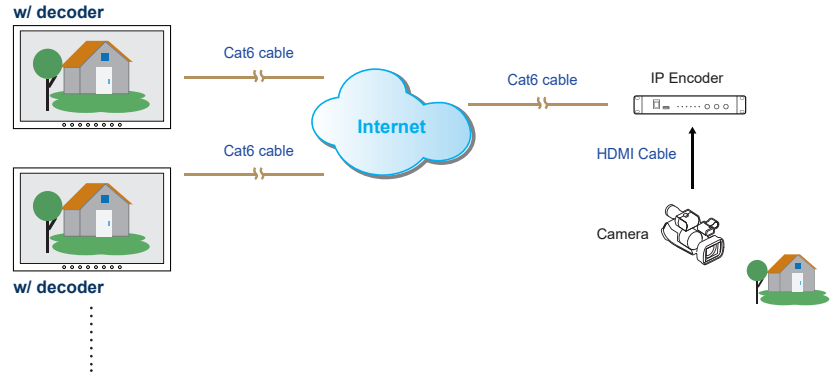 w/ decoder
Cat6 cable
Cat6 cable
IP Encoder
Internet
Cat6 cable
HDMI Cable
Camera
w/ decoder